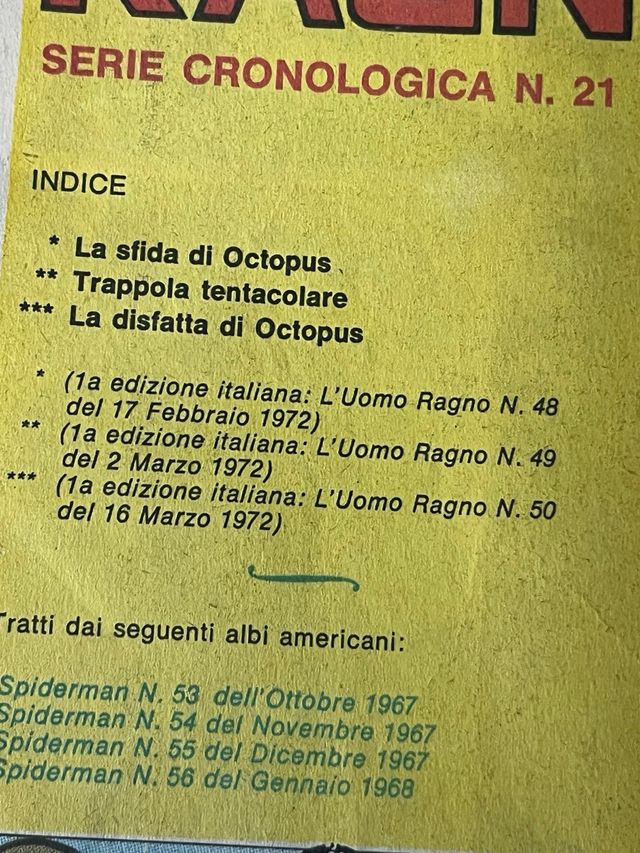 SERIE CRONOLOGICA N. 21
INDICE
* La sfida di Octopus
** Trappola tentacolare
*** La disfatta di Octopus
* (1a edizione italiana: L'Uomo Ragno N. 48
del 17 Febbraio 1972)
** (1a edizione italiana: L'Uomo Ragno N. 49
del 2 Marzo 1972)
*** (1a edizione italiana: L'Uomo Ragno N. 50
del 16 Marzo 1972)
Tratti dai seguenti albi americani:
Spiderman N. 53 dell'Ottobre 1967
Spiderman N. 54 del Novembre 1967
Spiderman N. 55 del Dicembre 1967
Spiderman N. 56 del Gennaio 1968